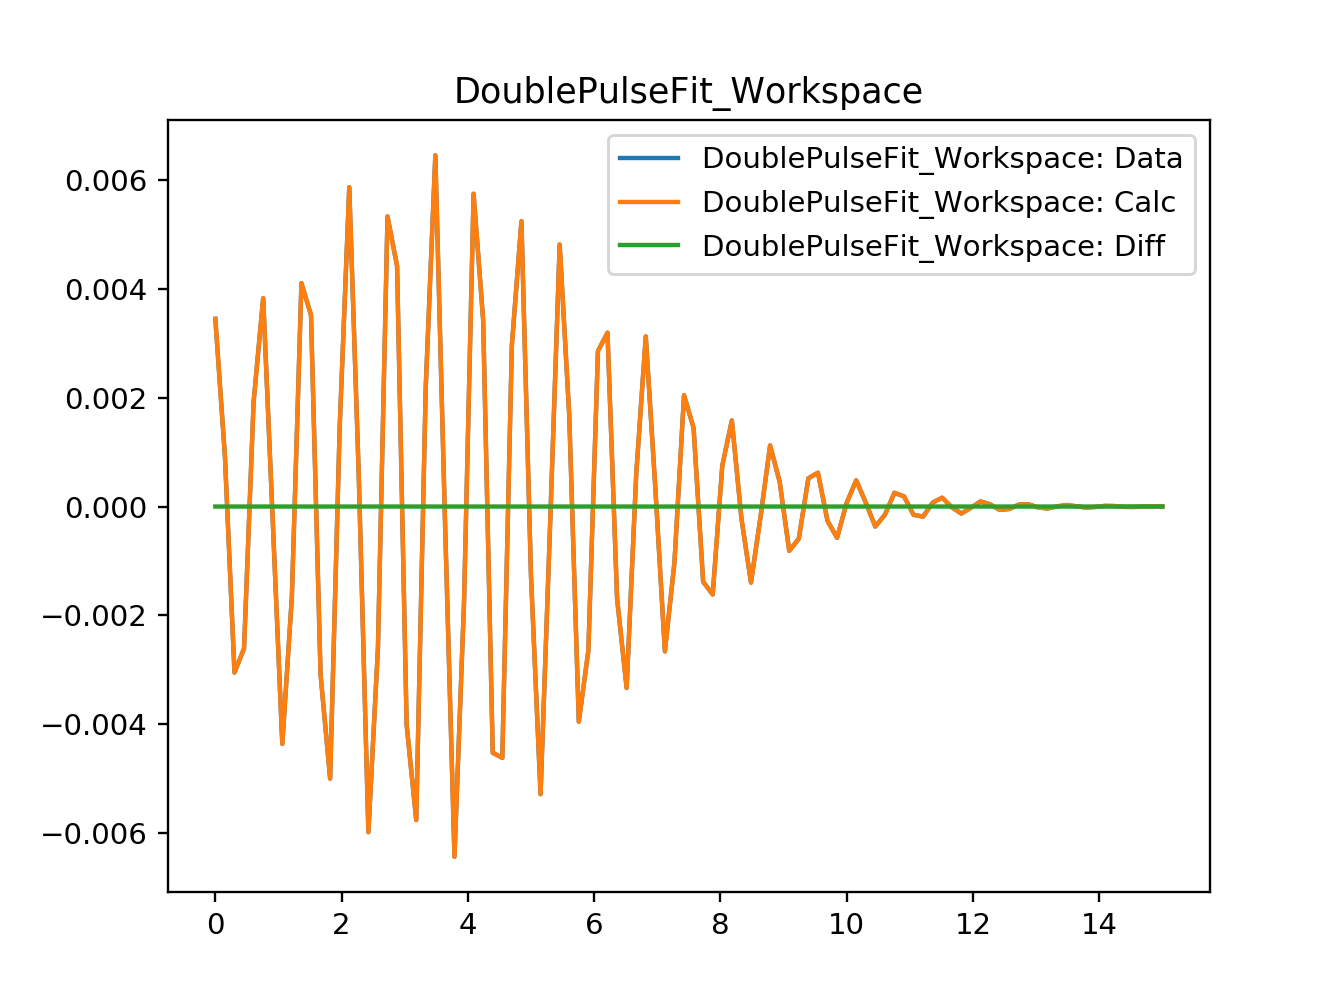 DoublePulseFit_Workspace
DoublePulseFit_Workspace: Data
DoublePulseFit_Workspace: Calc
DoublePulseFit_Workspace: Diff
0.006
0.004
0.002
0.000
−0.002
−0.004
−0.006
0 2 4 6 8 10 12 14